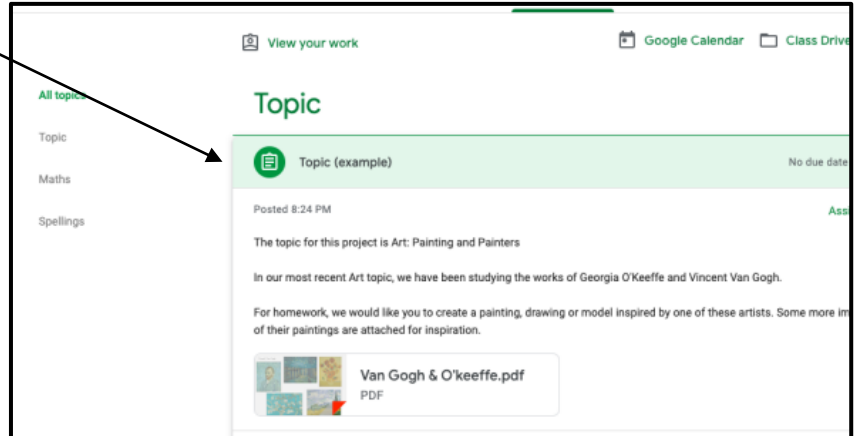 View your work
Google Calendar
Class Drive
All topics
Topic
Maths
Spellings
Topic
Topic (example)
No due date
Posted 8:24 PM
Assi
The topic for this project is Art: Painting and Painters
In our most recent Art topic, we have been studying the works of Georgia O'Keeffe and Vincent Van Gogh.
For homework, we would like you to create a painting, drawing or model inspired by one of these artists. Some more im
of their paintings are attached for inspiration.
Van Gogh & O'keeffe.pdf
PDF